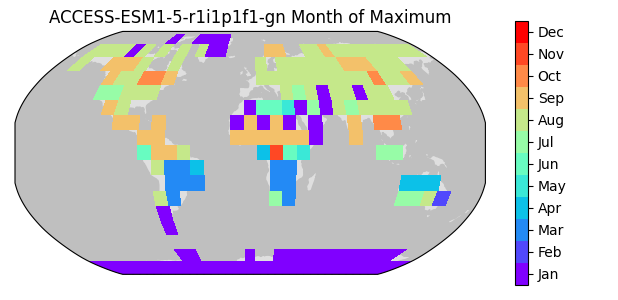 ACCESS-ESM1-5-r1i1p1f1-gn Month of Maximum
Dec
Nov
Oct
Sep
Aug
Jul
Jun
May
Apr
Mar
Feb
Jan